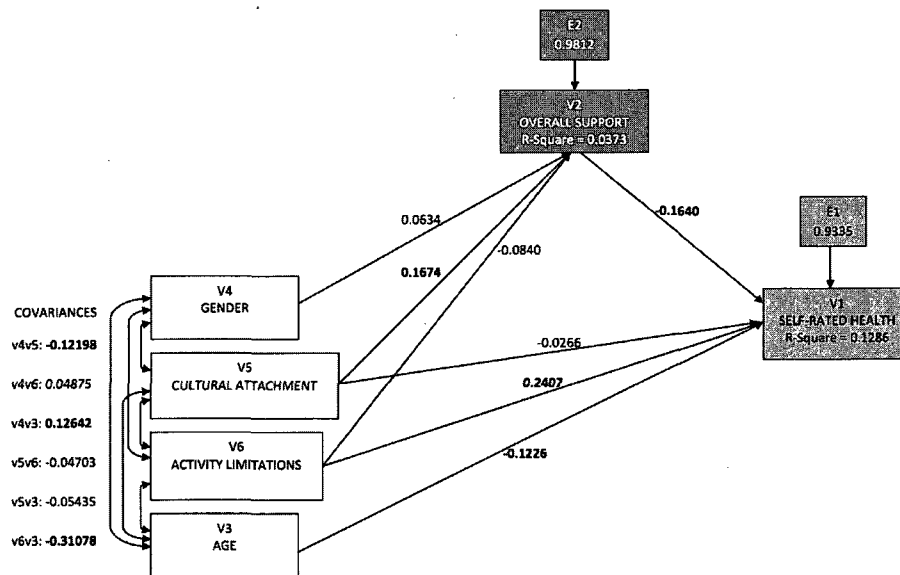 E2
0.9812
V2
OVERALL SUPPORT
R-Square = 0.0373
0.0634
-0.1640
E1
0.9335
-0.0840
0.1674
V4
GENDER
COVARIANCES
V1
SELF-RATED HEALTH
R-Square = 0.1286
v4v5: -0.12198
-0.0266
V5
CULTURAL ATTACHMENT
v4v6: 0.04875
0.2407
v4v3: 0.12642
V6
ACTIVITY LIMITATIONS
-0.1226
v5v6: -0.04703
v5v3: -0.05435
V3
AGE
v6v3: -0.31078